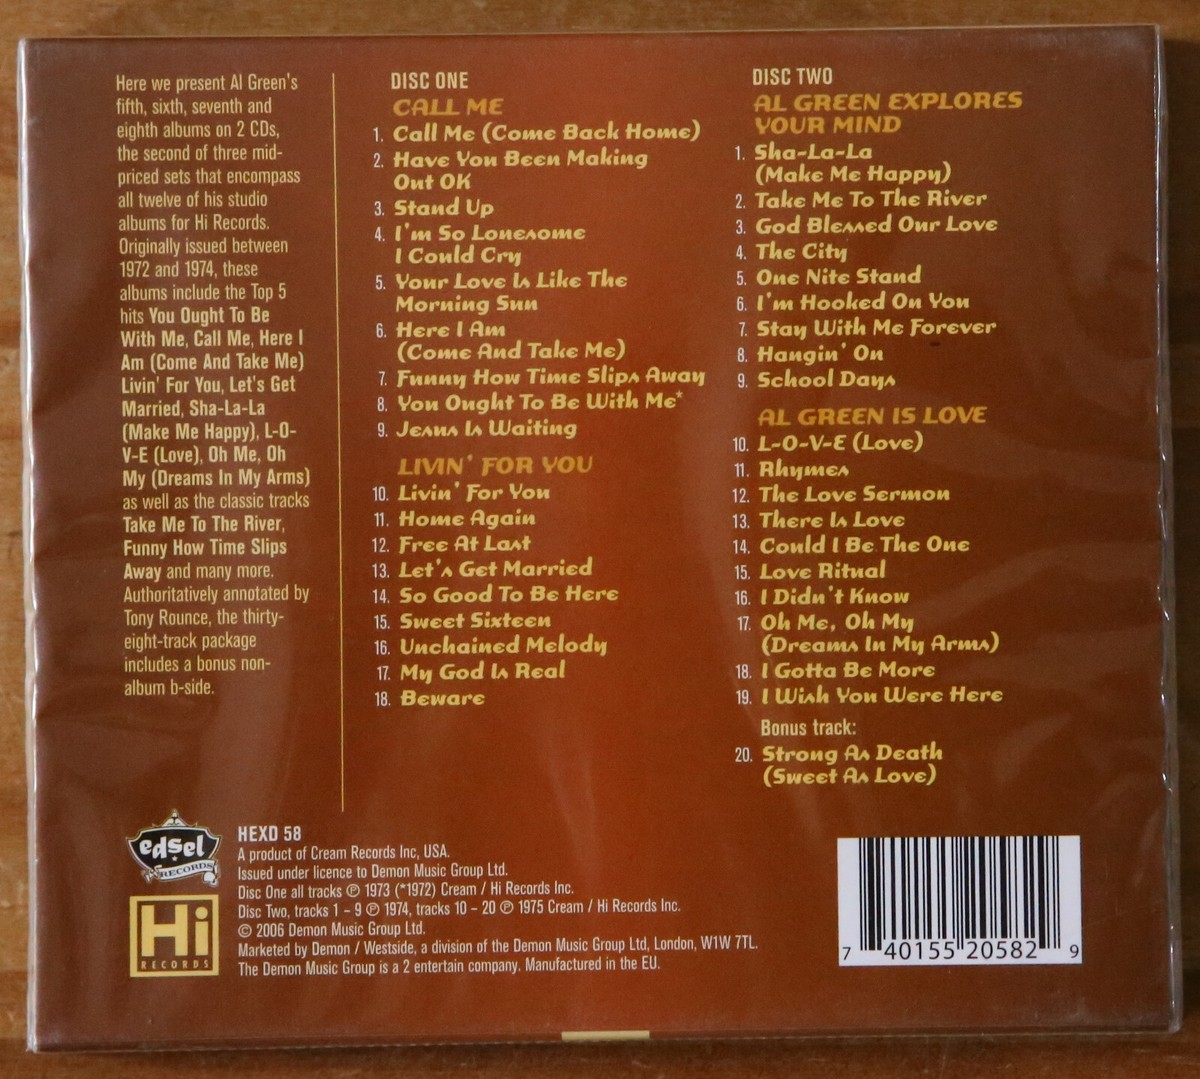 Here we present Al Green's
fifth, sixth, seventh and
eighth albums on 2 CDs,
the second of three mid-
priced sets that encompass
all twelve of his studio
albums for Hi Records.
Originally issued between
1972 and 1974, these
albums include the Top 5
hits You Ought To Be
With Me, Call Me, Here I
Am (Come And Take Me)
Livin' For You, Let's Get
Married, Sha-La-La
(Make Me Happy), L-O-
V-E (Love), Oh Me, Oh
My (Dreams In My Arms)
as well as the classic tracks
Take Me To The River,
Funny How Time Slips
Away and many more.
Authoritatively annotated by
Tony Rounce, the thirty-
eight-track package
includes a bonus non-
album b-side.
DISC ONE
CALL ME
1. Call Me (Come Back Home)
2. Have You Been Making
Out OK
3. Stand Up
4. I'm So Lonesome
I Could Cry
5. Your Love Is Like The
Morning Sun
6. Here I Am
(Come And Take Me)
7. Funny How Time Slips Away
8. You Ought To Be With Me*
9. Jesus Is Waiting
LIVIN' FOR YOU
10. Livin' For You
11. Home Again
12. Free At Last
13. Let's Get Married
14. So Good To Be Here
15. Sweet Sixteen
16. Unchained Melody
17. My God Is Real
18. Beware
DISC TWO
AL GREEN EXPLORES
YOUR MIND
1. Sha-La-La
(Make Me Happy)
2. Take Me To The River
3. God Blessed Our Love
4. The City
5. One Nite Stand
6. I'm Hooked On You
7. Stay With Me Forever
8. Hangin' On
9. School Days
AL GREEN IS LOVE
10. L-O-V-E (Love)
11. Rhymes
12. The Love Sermon
13. There Is Love
14. Could I Be The One
15. Love Ritual
16. I Didn't Know
17. Oh Me, Oh My
(Dreams In My Arms)
18. I Gotta Be More
19. I Wish You Were Here
Bonus track:
20. Strong As Death
(Sweet As Love)
edsel
RECORDS
Hi
RECORDS
HEXD 58
A product of Cream Records Inc, USA.
Issued under licence to Demon Music Group Ltd.
Disc One all tracks ℗ 1973 (*1972) Cream / Hi Records Inc.
Disc Two, tracks 1 - 9 ℗ 1974, tracks 10 - 20 ℗ 1975 Cream / Hi Records Inc.
© 2006 Demon Music Group Ltd.
Marketed by Demon / Westside, a division of the Demon Music Group Ltd, London, W1W 7TL.
The Demon Music Group is a 2 entertain company. Manufactured in the EU.
7 40155 20582 9